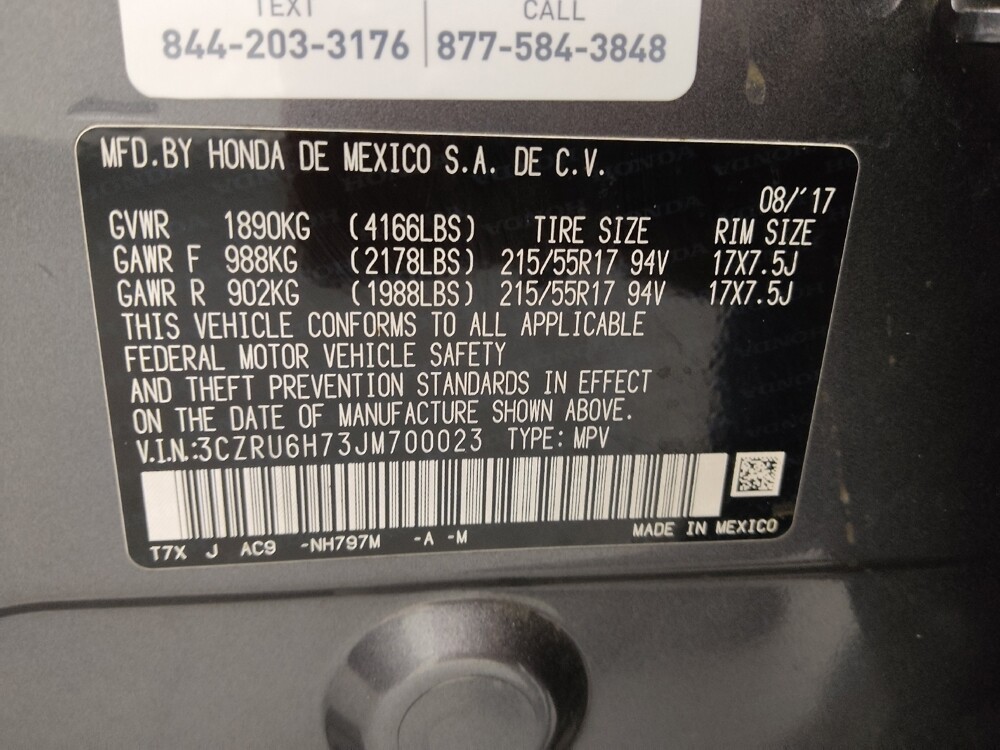 TEXT CALL
844-203-3176 877-584-3848
MFD.BY HONDA DE MEXICO S.A. DE C.V.
08/'17
GVWR 1890KG (4166LBS) TIRE SIZE RIM SIZE
GAWR F 988KG (2178LBS) 215/55R17 94V 17X7.5J
GAWR R 902KG (1988LBS) 215/55R17 94V 17X7.5J
THIS VEHICLE CONFORMS TO ALL APPLICABLE
FEDERAL MOTOR VEHICLE SAFETY
AND THEFT PREVENTION STANDARDS IN EFFECT
ON THE DATE OF MANUFACTURE SHOWN ABOVE.
V.I.N.:3CZRU6H73JM700023 TYPE: MPV
MADE IN MEXICO
T7X J AC9 -NH797M -A -M